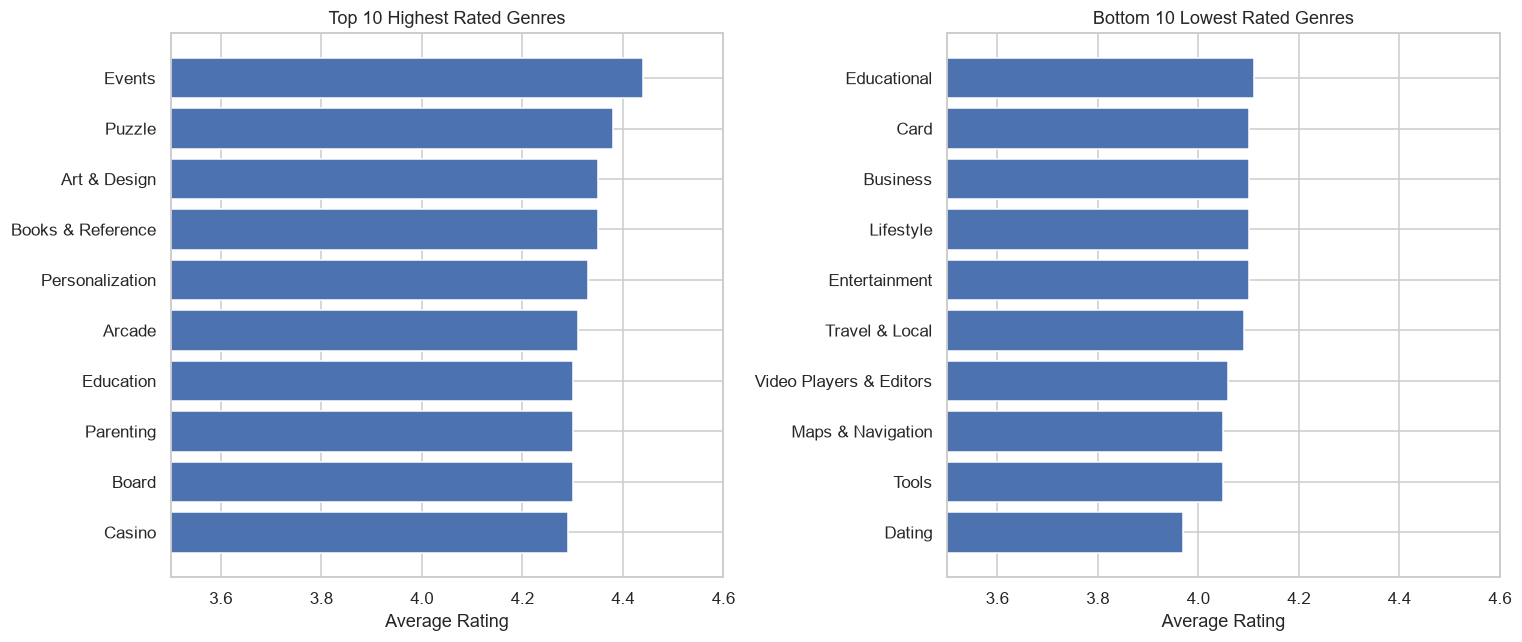 Top 10 Highest Rated Genres
Events
Puzzle
Art & Design
Books & Reference
Personalization
Arcade
Education
Parenting
Board
Casino
3.6 3.8 4.0 4.2 4.4 4.6
Average Rating
Bottom 10 Lowest Rated Genres
Educational
Card
Business
Lifestyle
Entertainment
Travel & Local
Video Players & Editors
Maps & Navigation
Tools
Dating
3.6 3.8 4.0 4.2 4.4 4.6
Average Rating